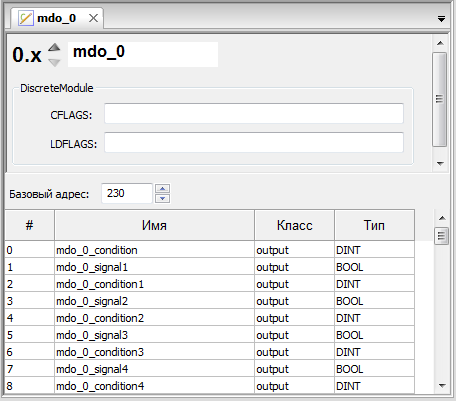 mdo_0
0.x mdo_0
DiscreteModule
CFLAGS:
LDFLAGS:
Базовый адрес: 230
# Имя Класс Тип
0 mdo_0_condition output DINT
1 mdo_0_signal1 output BOOL
2 mdo_0_condition1 output DINT
3 mdo_0_signal2 output BOOL
4 mdo_0_condition2 output DINT
5 mdo_0_signal3 output BOOL
6 mdo_0_condition3 output DINT
7 mdo_0_signal4 output BOOL
8 mdo_0_condition4 output DINT